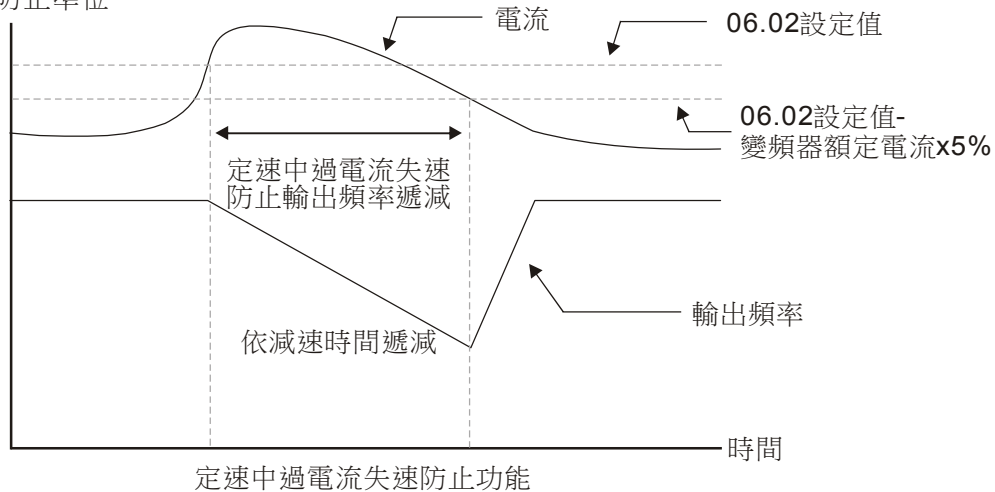 防止準位
電流
06.02設定值
06.02設定值-
變頻器額定電流x5%
定速中過電流失速
防止輸出頻率遞減
輸出頻率
依減速時間遞減
時間
定速中過電流失速防止功能